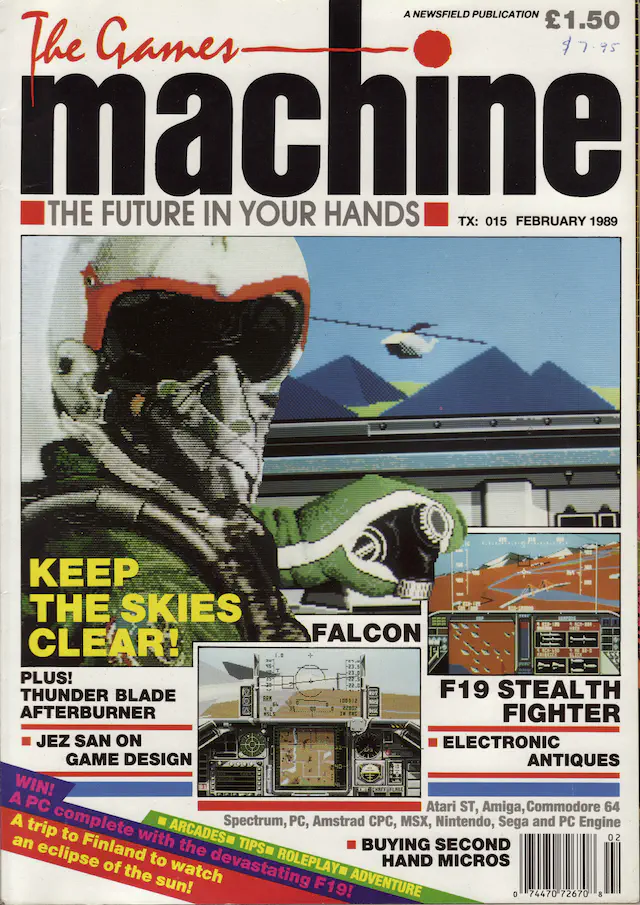 A NEWSFIELD PUBLICATION £1.50
$7.95
The Games
machine
THE FUTURE IN YOUR HANDS
TX: 015 FEBRUARY 1989
KEEP
THE SKIES
CLEAR!
FALCON
PLUS!
THUNDER BLADE
AFTERBURNER
JEZ SAN ON
GAME DESIGN
F19 STEALTH
FIGHTER
ELECTRONIC
ANTIQUES
Atari ST, Amiga, Commodore 64
Spectrum, PC, Amstrad CPC, MSX, Nintendo, Sega and PC Engine
WIN!
A PC complete with the devastating F19!
A trip to Finland to watch
an eclipse of the sun!
ARCADES TIPS ROLEPLAY ADVENTURE
BUYING SECOND
HAND MICROS
02
0 74470 72670 8